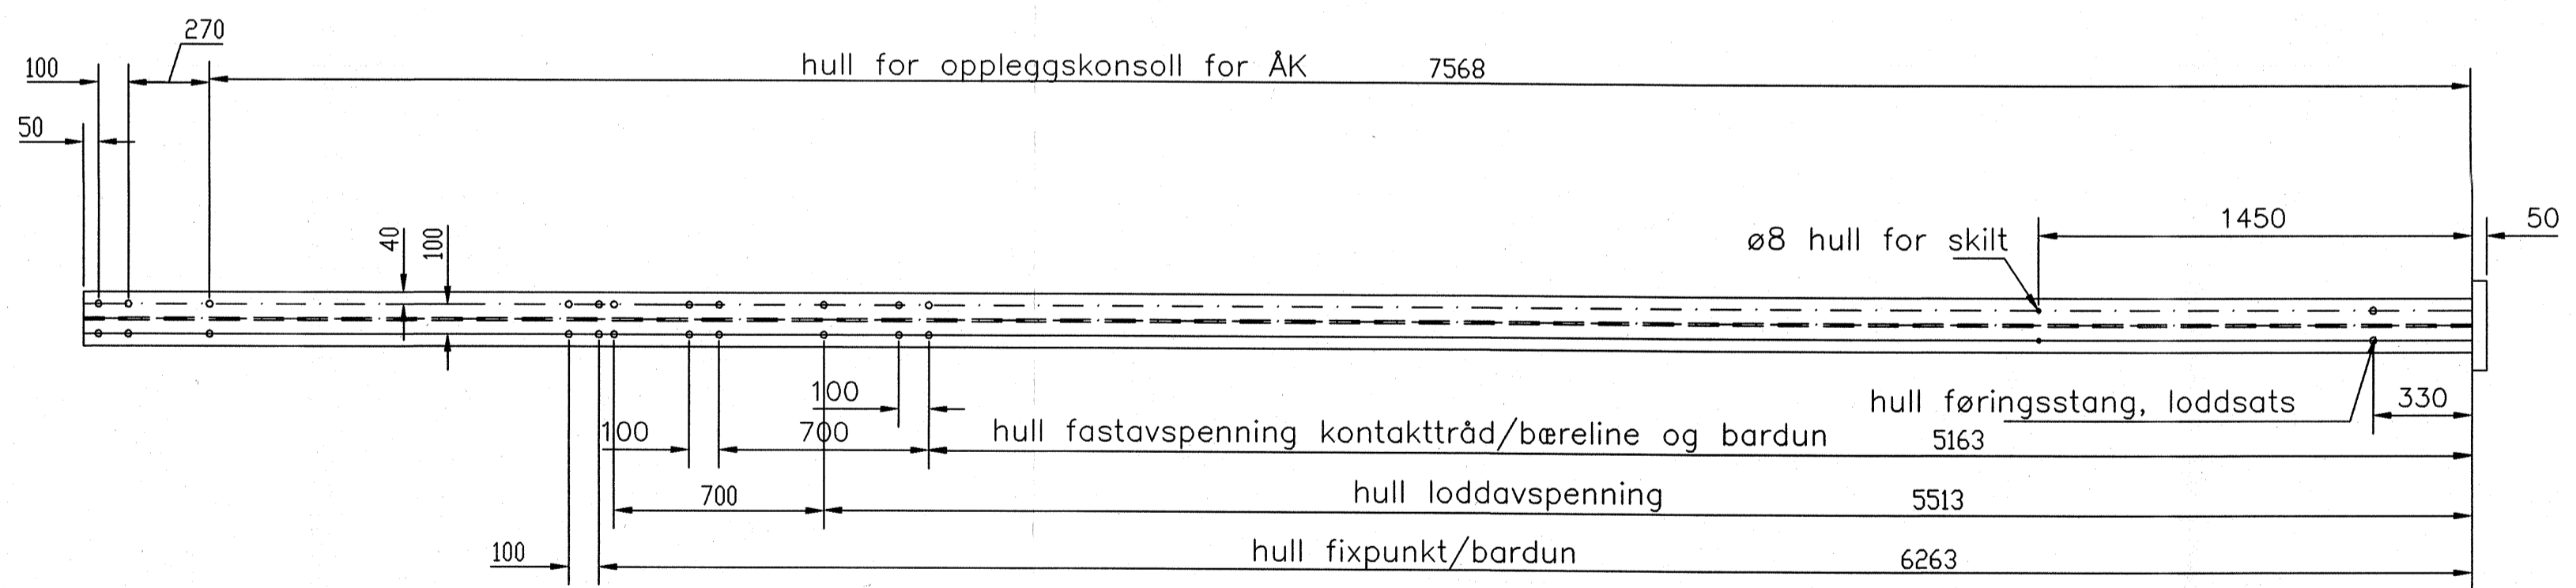 270
100
hull for oppleggskonsoll for ÅK 7568
50
40
100
ø8 hull for skilt
1450
50
100
hull føringsstang, loddsats
330
100
700
hull fastavspenning kontakttråd/bæreline og bardun 5163
700
hull loddavspenning 5513
100
hull fixpunkt/bardun 6263